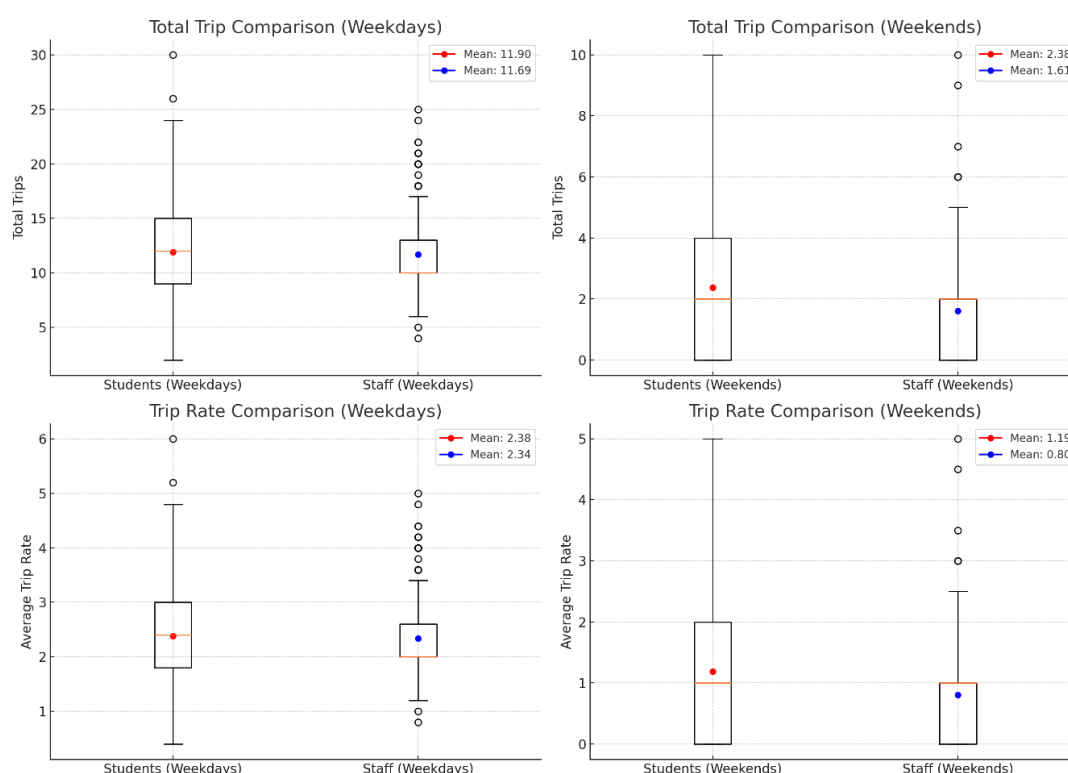 Total Trip Comparison (Weekdays)
Mean: 11.90
Mean: 11.69
30
25
20
15
10
5
Total Trips
Students (Weekdays)
Staff (Weekdays)
Total Trip Comparison (Weekends)
Mean: 2.38
Mean: 1.61
10
8
6
4
2
0
Total Trips
Students (Weekends)
Staff (Weekends)
Trip Rate Comparison (Weekdays)
Mean: 2.38
Mean: 2.34
6
5
4
3
2
1
Average Trip Rate
Students (Weekdays)
Staff (Weekdays)
Trip Rate Comparison (Weekends)
Mean: 1.19
Mean: 0.80
5
4
3
2
1
0
Average Trip Rate
Students (Weekends)
Staff (Weekends)